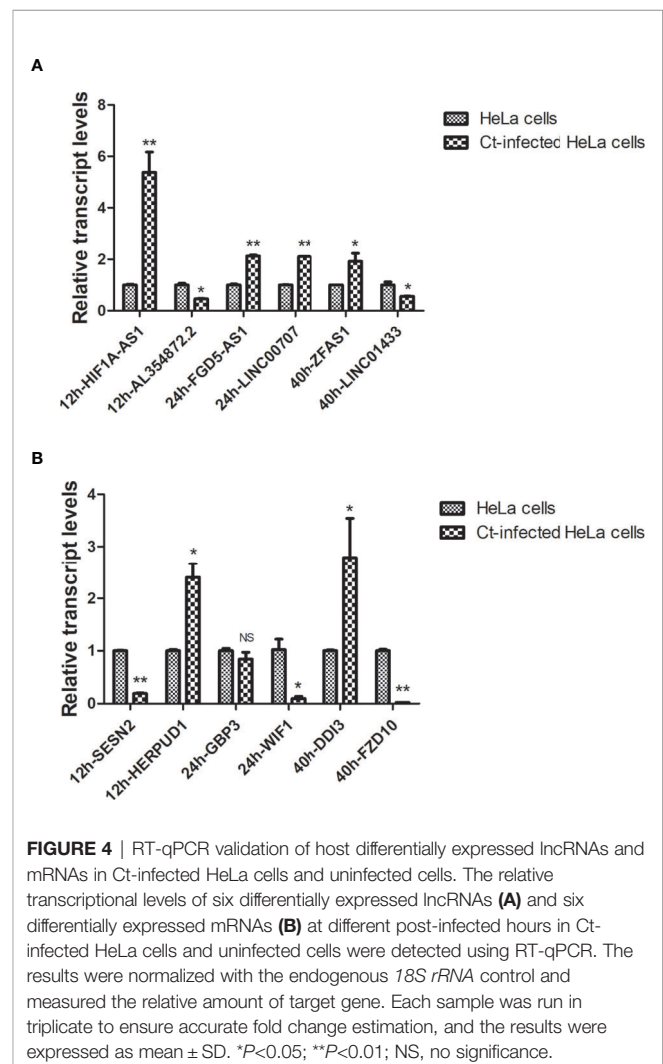 A
Relative transcript levels
8
6
4
2
0
** * ** ** * *
HeLa cells
Ct-infected HeLa cells
12h-HIF1A-AS1
12h-AL354872.2
24h-FGD5-AS1
24h-LINC00707
40h-ZFAS1
40h-LINC01433
B
Relative transcript levels
4
3
2
1
0
** * NS * * **
HeLa cells
Ct-infected HeLa cells
12h-SESN2
12h-HERPUD1
24h-GBP3
24h-WIF1
40h-DDI3
40h-FZD10
FIGURE 4 | RT-qPCR validation of host differentially expressed lncRNAs and
mRNAs in Ct-infected HeLa cells and uninfected cells. The relative
transcriptional levels of six differentially expressed lncRNAs (A) and six
differentially expressed mRNAs (B) at different post-infected hours in Ct-
infected HeLa cells and uninfected cells were detected using RT-qPCR. The
results were normalized with the endogenous 18S rRNA control and
measured the relative amount of target gene. Each sample was run in
triplicate to ensure accurate fold change estimation, and the results were
expressed as mean ± SD. *P<0.05; **P<0.01; NS, no significance.